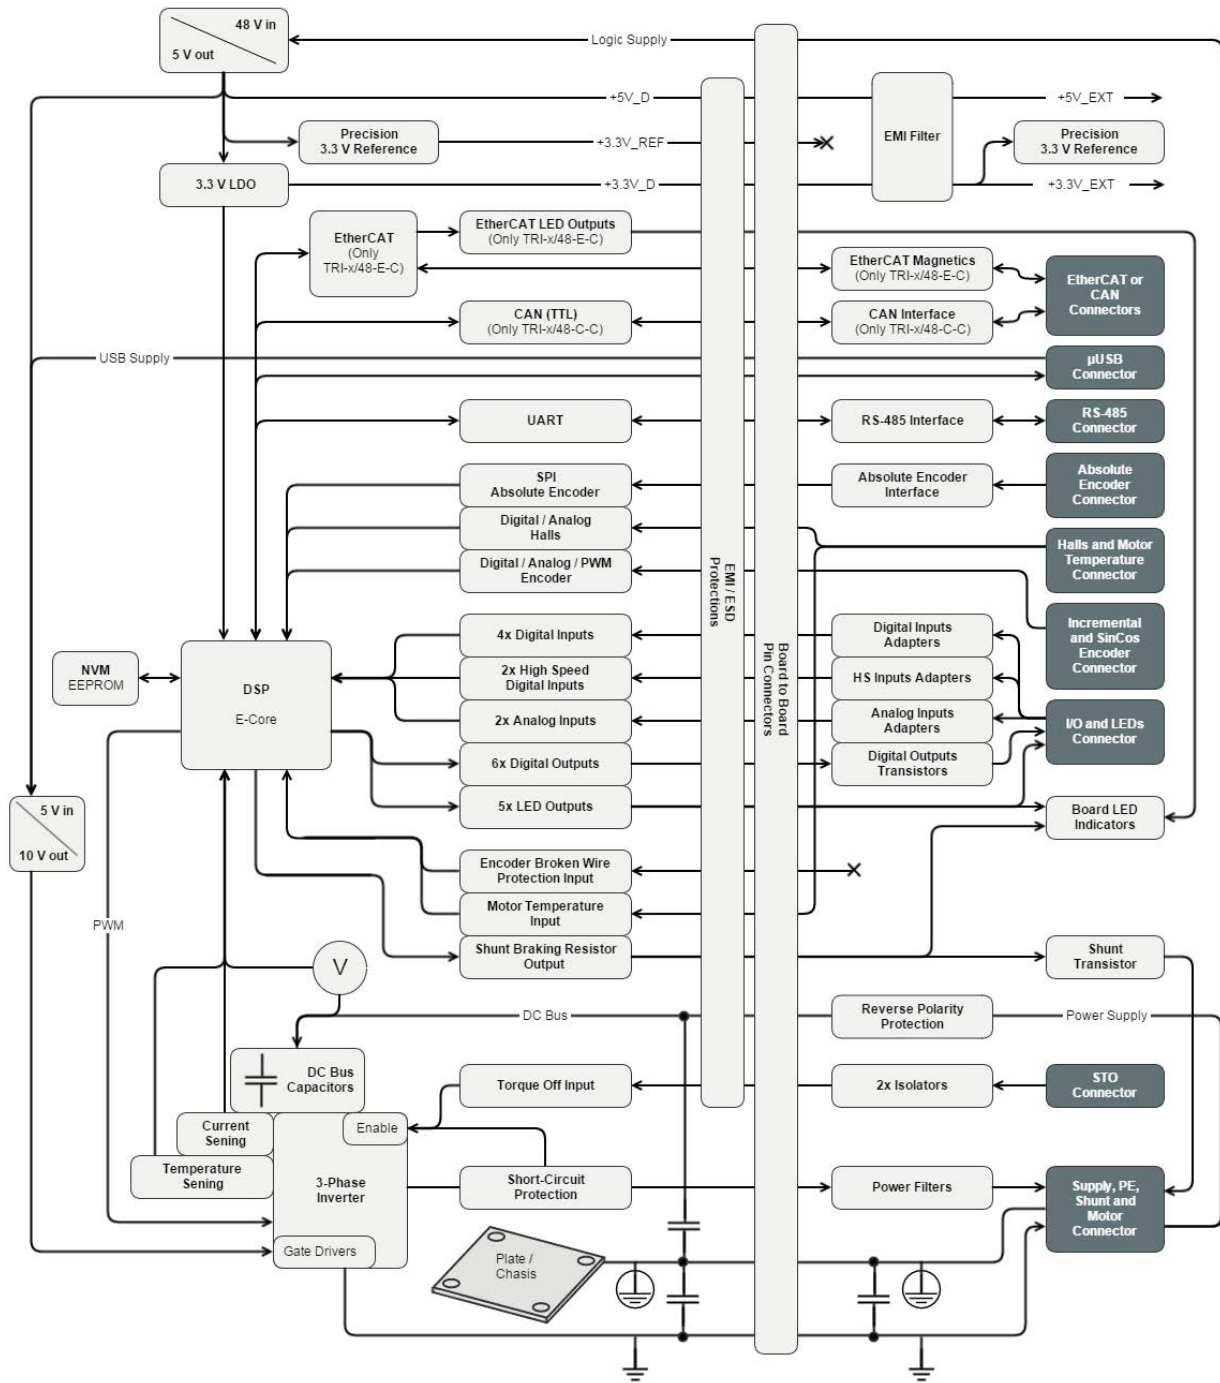 48 V in
5 V out
Logic Supply
+5V_D
+5V_EXT
Precision
3.3 V Reference
+3.3V_REF
EMI Filter
Precision
3.3 V Reference
3.3 V LDO
+3.3V_D
+3.3V_EXT
EtherCAT
(Only
TRI-x/48-E-C)
EtherCAT LED Outputs
(Only TRI-x/48-E-C)
EtherCAT Magnetics
(Only TRI-x/48-E-C)
EtherCAT or
CAN
Connectors
CAN (TTL)
(Only TRI-x/48-C-C)
CAN Interface
(Only TRI-x/48-C-C)
USB Supply
µUSB
Connector
UART
RS-485 Interface
RS-485
Connector
SPI
Absolute Encoder
Absolute Encoder
Interface
Absolute
Encoder
Connector
Digital / Analog
Halls
Halls and Motor
Temperature
Connector
Digital / Analog / PWM
Encoder
EMI / ESD
Protections
Board to Board
Pin Connectors
Incremental
and SinCos
Encoder
Connector
4x Digital Inputs
Digital Inputs
Adapters
NVM
EEPROM
DSP
E-Core
2x High Speed
Digital Inputs
HS Inputs Adapters
2x Analog Inputs
Analog Inputs
Adapters
I/O and LEDs
Connector
6x Digital Outputs
Digital Outputs
Transistors
5x LED Outputs
Board LED
Indicators
5 V in
10 V out
Encoder Broken Wire
Protection Input
Motor Temperature
Input
PWM
Shunt Braking Resistor
Output
Shunt
Transistor
V
DC Bus
Reverse Polarity
Protection
Power Supply
DC Bus
Capacitors
Torque Off Input
2x Isolators
STO
Connector
Current
Sening
Enable
Temperature
Sening
3-Phase
Inverter
Short-Circuit
Protection
Power Filters
Supply, PE,
Shunt and
Motor
Connector
Gate Drivers
Plate /
Chasis